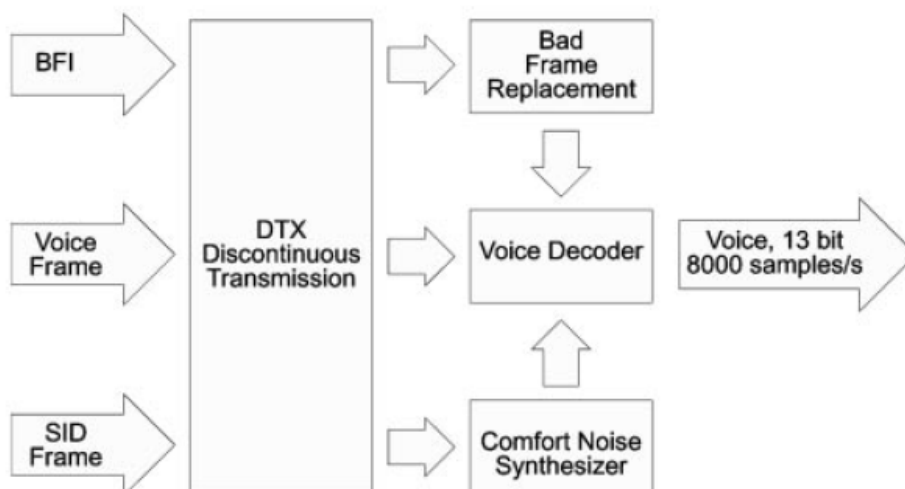 BFI
Bad
Frame
Replacement
Voice
Frame
DTX
Discontinuous
Transmission
Voice Decoder
Voice, 13 bit
8000 samples/s
SID
Frame
Comfort Noise
Synthesizer